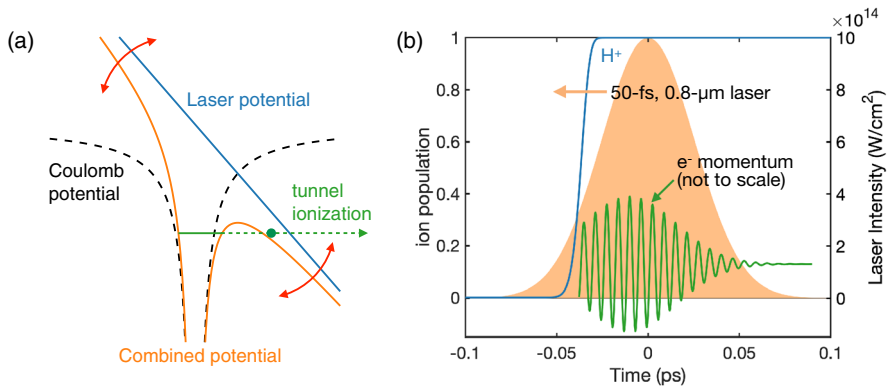 (a)
Laser potential
Coulomb
potential
tunnel
ionization
Combined potential
(b)
×10¹⁴
H⁺
50-fs, 0.8-μm laser
e⁻ momentum
(not to scale)
ion population
1
0.8
0.6
0.4
0.2
0
Laser Intensity (W/cm²)
10
8
6
4
2
0
-0.1
-0.05
0
0.05
0.1
Time (ps)